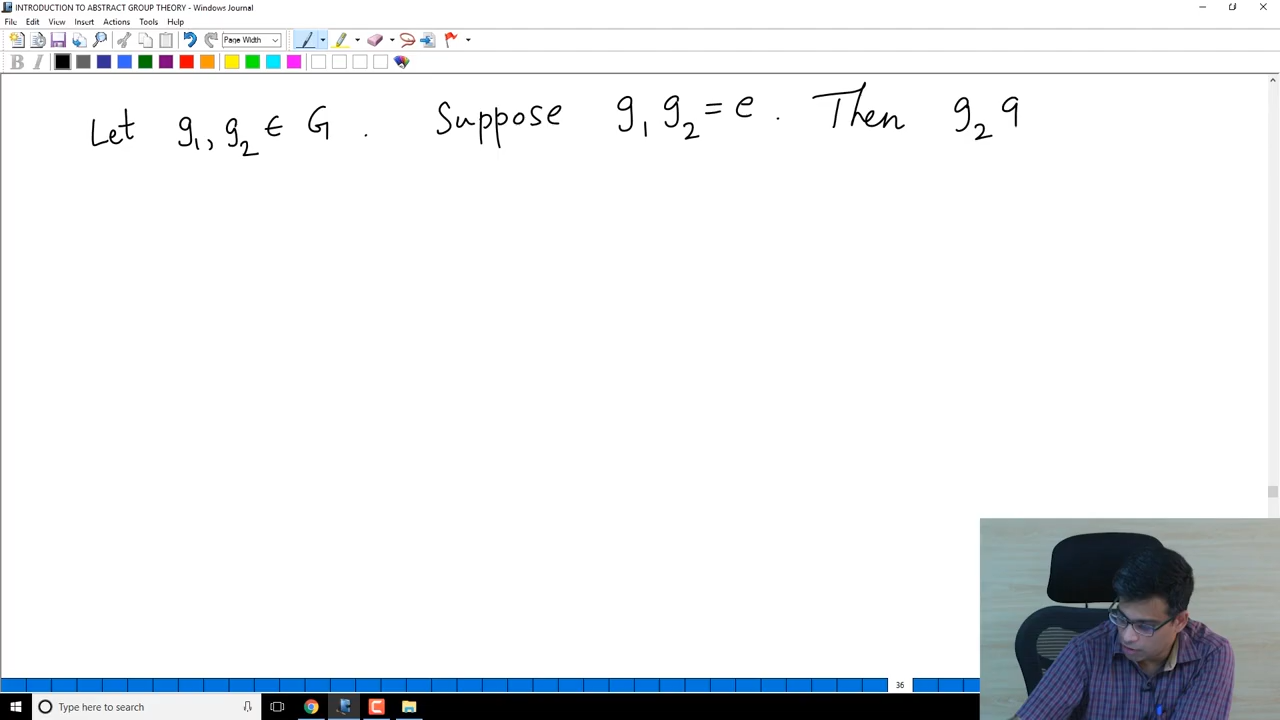 INTRODUCTION TO ABSTRACT GROUP THEORY - Windows Journal
File Edit View Insert Actions Tools Help
Page Width
B I
Let g₁, g₂ ∈ G . Suppose g₁ g₂ = e . Then g₂ g
36
Type here to search